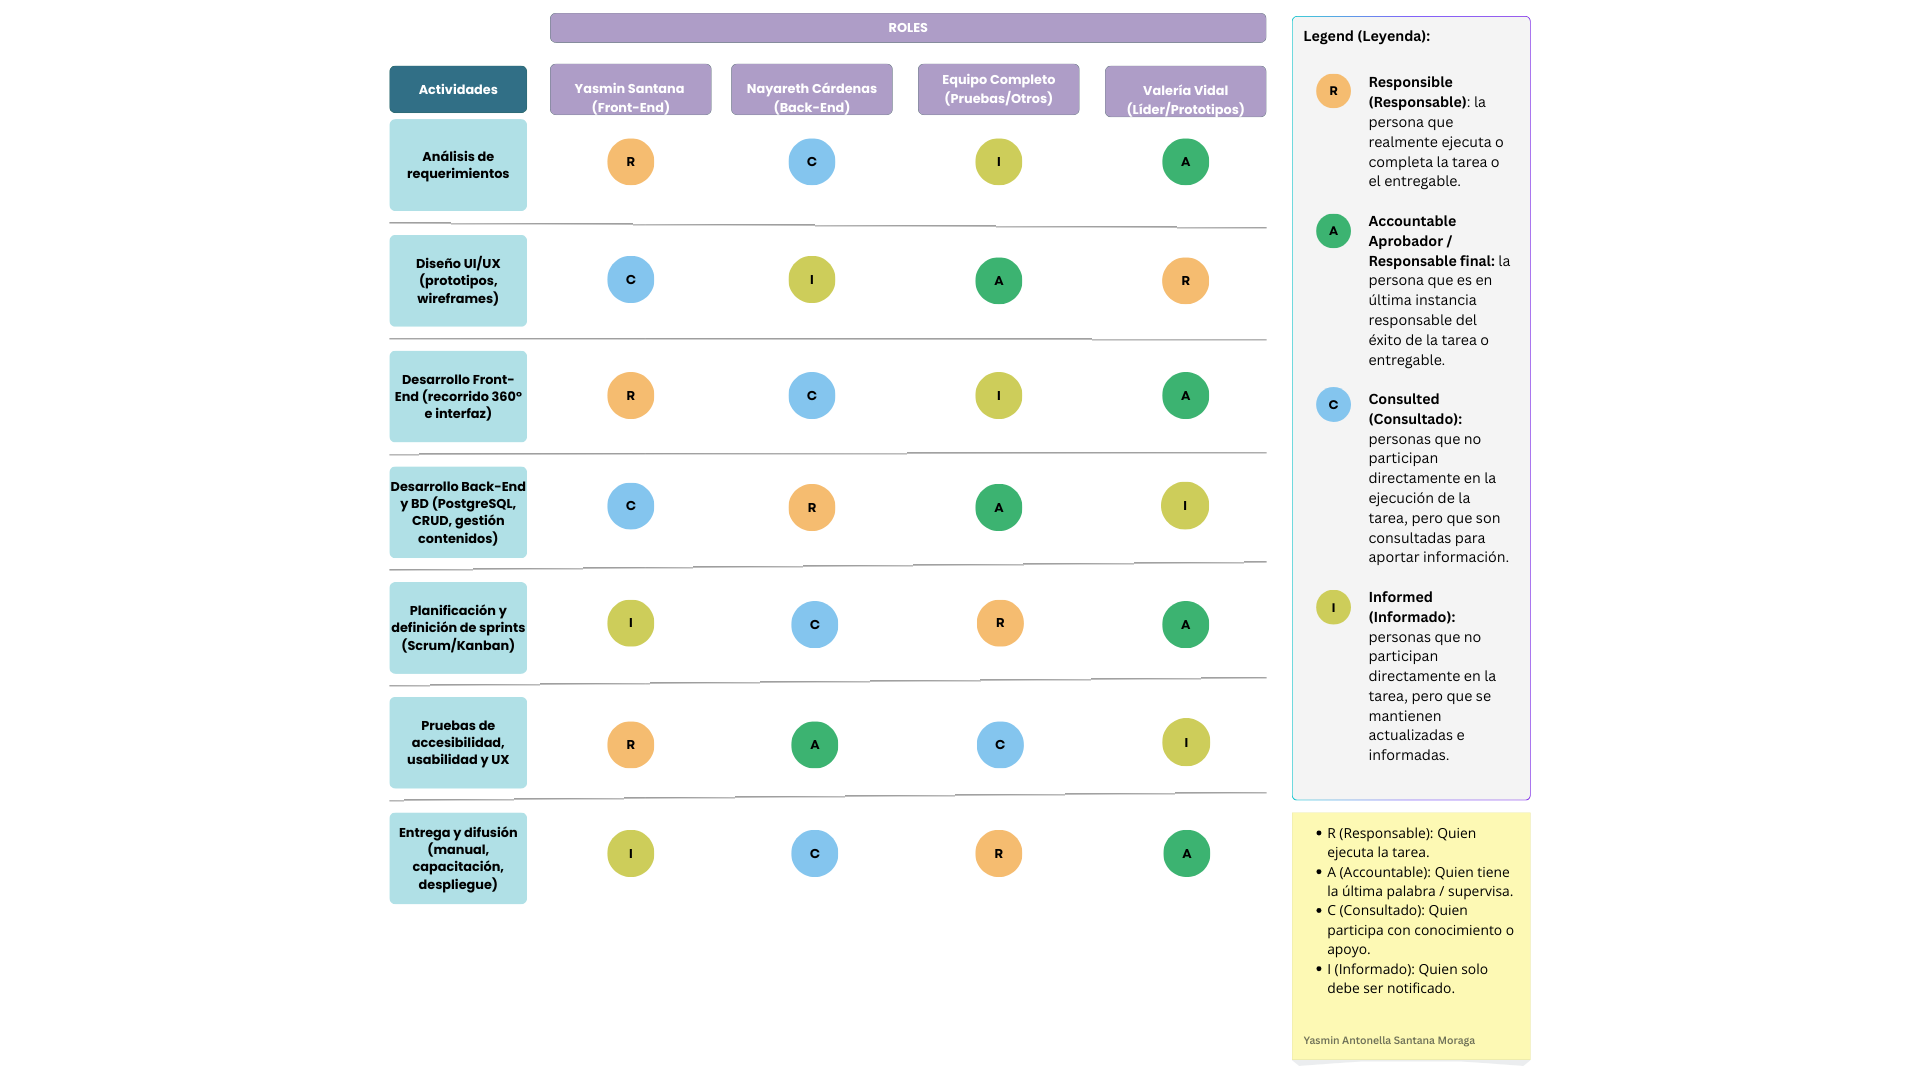 ROLES
Actividades
Yasmin Santana
(Front-End)
Nayareth Cárdenas
(Back-End)
Equipo Completo
(Pruebas/Otros)
Valería Vidal
(Líder/Prototipos)
Análisis de
requerimientos
R
C
I
A
Diseño UI/UX
(prototipos,
wireframes)
C
I
A
R
Desarrollo Front-
End (recorrido 360°
e interfaz)
R
C
I
A
Desarrollo Back-End
y BD (PostgreSQL,
CRUD, gestión
contenidos)
C
R
A
I
Planificación y
definición de sprints
(Scrum/Kanban)
I
C
R
A
Pruebas de
accesibilidad,
usabilidad y UX
R
A
C
I
Entrega y difusión
(manual,
capacitación,
despliegue)
I
C
R
A
Legend (Leyenda):
R
Responsible
(Responsable): la
persona que
realmente ejecuta o
completa la tarea o
el entregable.
A
Accountable
Aprobador /
Responsable final: la
persona que es en
última instancia
responsable del
éxito de la tarea o
entregable.
C
Consulted
(Consultado):
personas que no
participan
directamente en la
ejecución de la
tarea, pero que son
consultadas para
aportar información.
I
Informed
(Informado):
personas que no
participan
directamente en la
tarea, pero que se
mantienen
actualizadas e
informadas.
• R (Responsable): Quien
ejecuta la tarea.
• A (Accountable): Quien tiene
la última palabra / supervisa.
• C (Consultado): Quien
participa con conocimiento o
apoyo.
• I (Informado): Quien solo
debe ser notificado.
Yasmin Antonella Santana Moraga